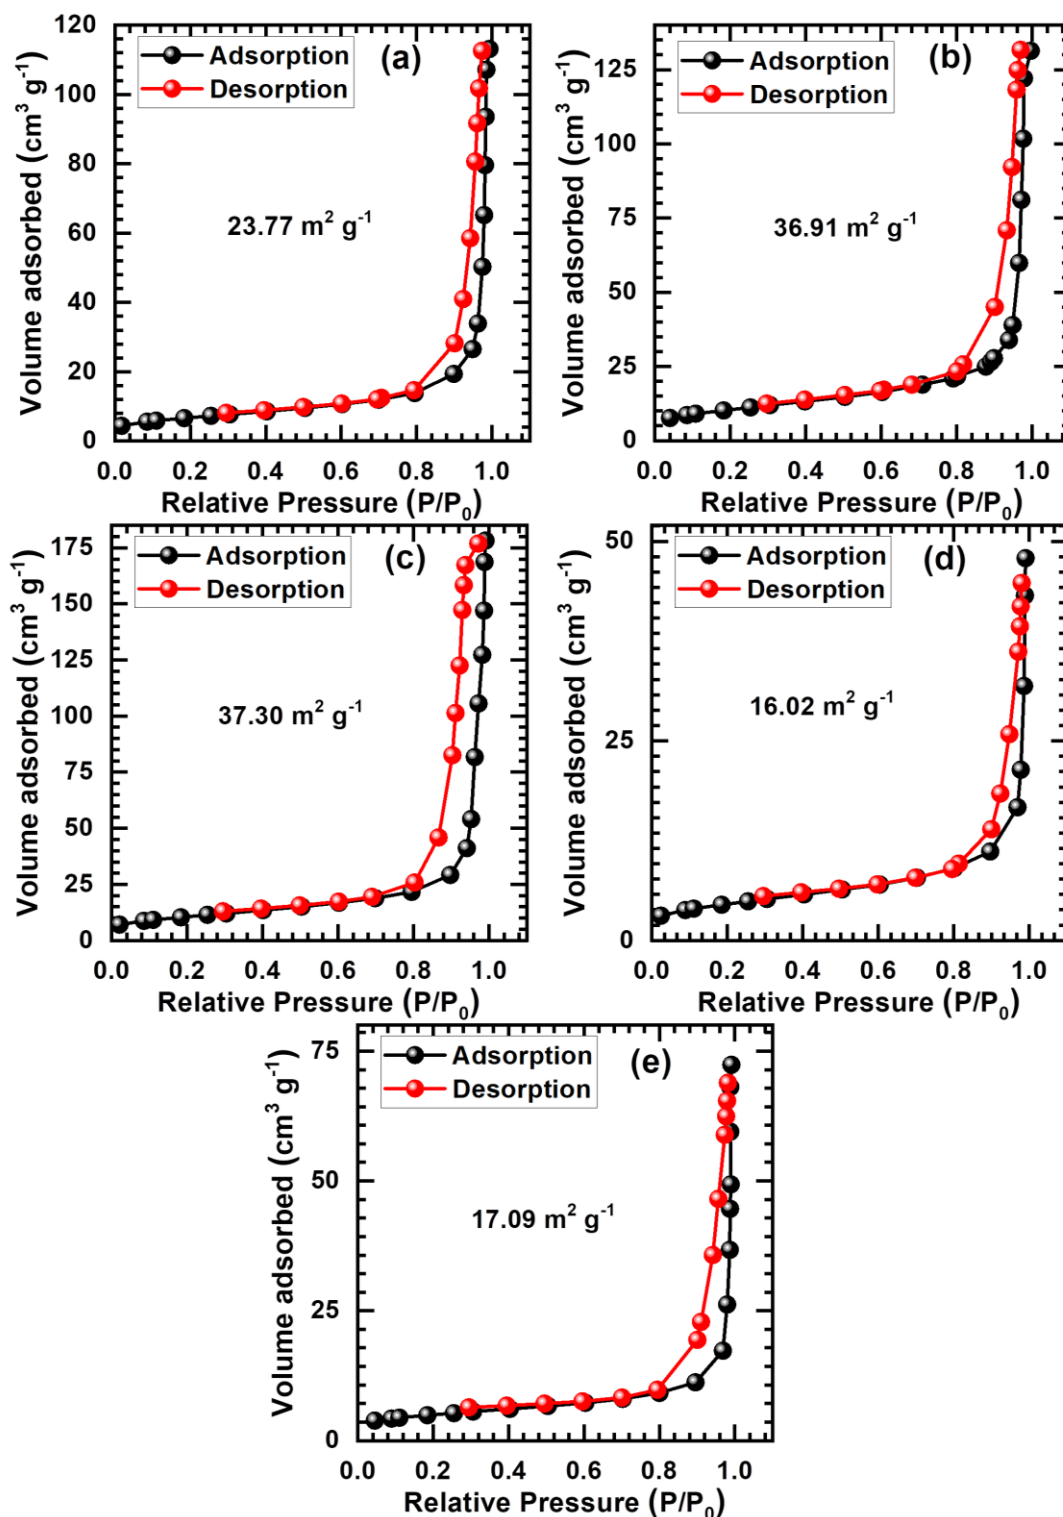 Adsorption
Desorption
(a)
23.77 m² g⁻¹
Volume adsorbed (cm³ g⁻¹)
120
100
80
60
40
20
0
0.0 0.2 0.4 0.6 0.8 1.0
Relative Pressure (P/P₀)
Adsorption
Desorption
(b)
36.91 m² g⁻¹
Volume adsorbed (cm³ g⁻¹)
125
100
75
50
25
0
0.0 0.2 0.4 0.6 0.8 1.0
Relative Pressure (P/P₀)
Adsorption
Desorption
(c)
37.30 m² g⁻¹
Volume adsorbed (cm³ g⁻¹)
175
150
125
100
75
50
25
0
0.0 0.2 0.4 0.6 0.8 1.0
Relative Pressure (P/P₀)
Adsorption
Desorption
(d)
16.02 m² g⁻¹
Volume adsorbed (cm³ g⁻¹)
50
25
0
0.0 0.2 0.4 0.6 0.8 1.0
Relative Pressure (P/P₀)
Adsorption
Desorption
(e)
17.09 m² g⁻¹
Volume adsorbed (cm³ g⁻¹)
75
50
25
0
0.0 0.2 0.4 0.6 0.8 1.0
Relative Pressure (P/P₀)